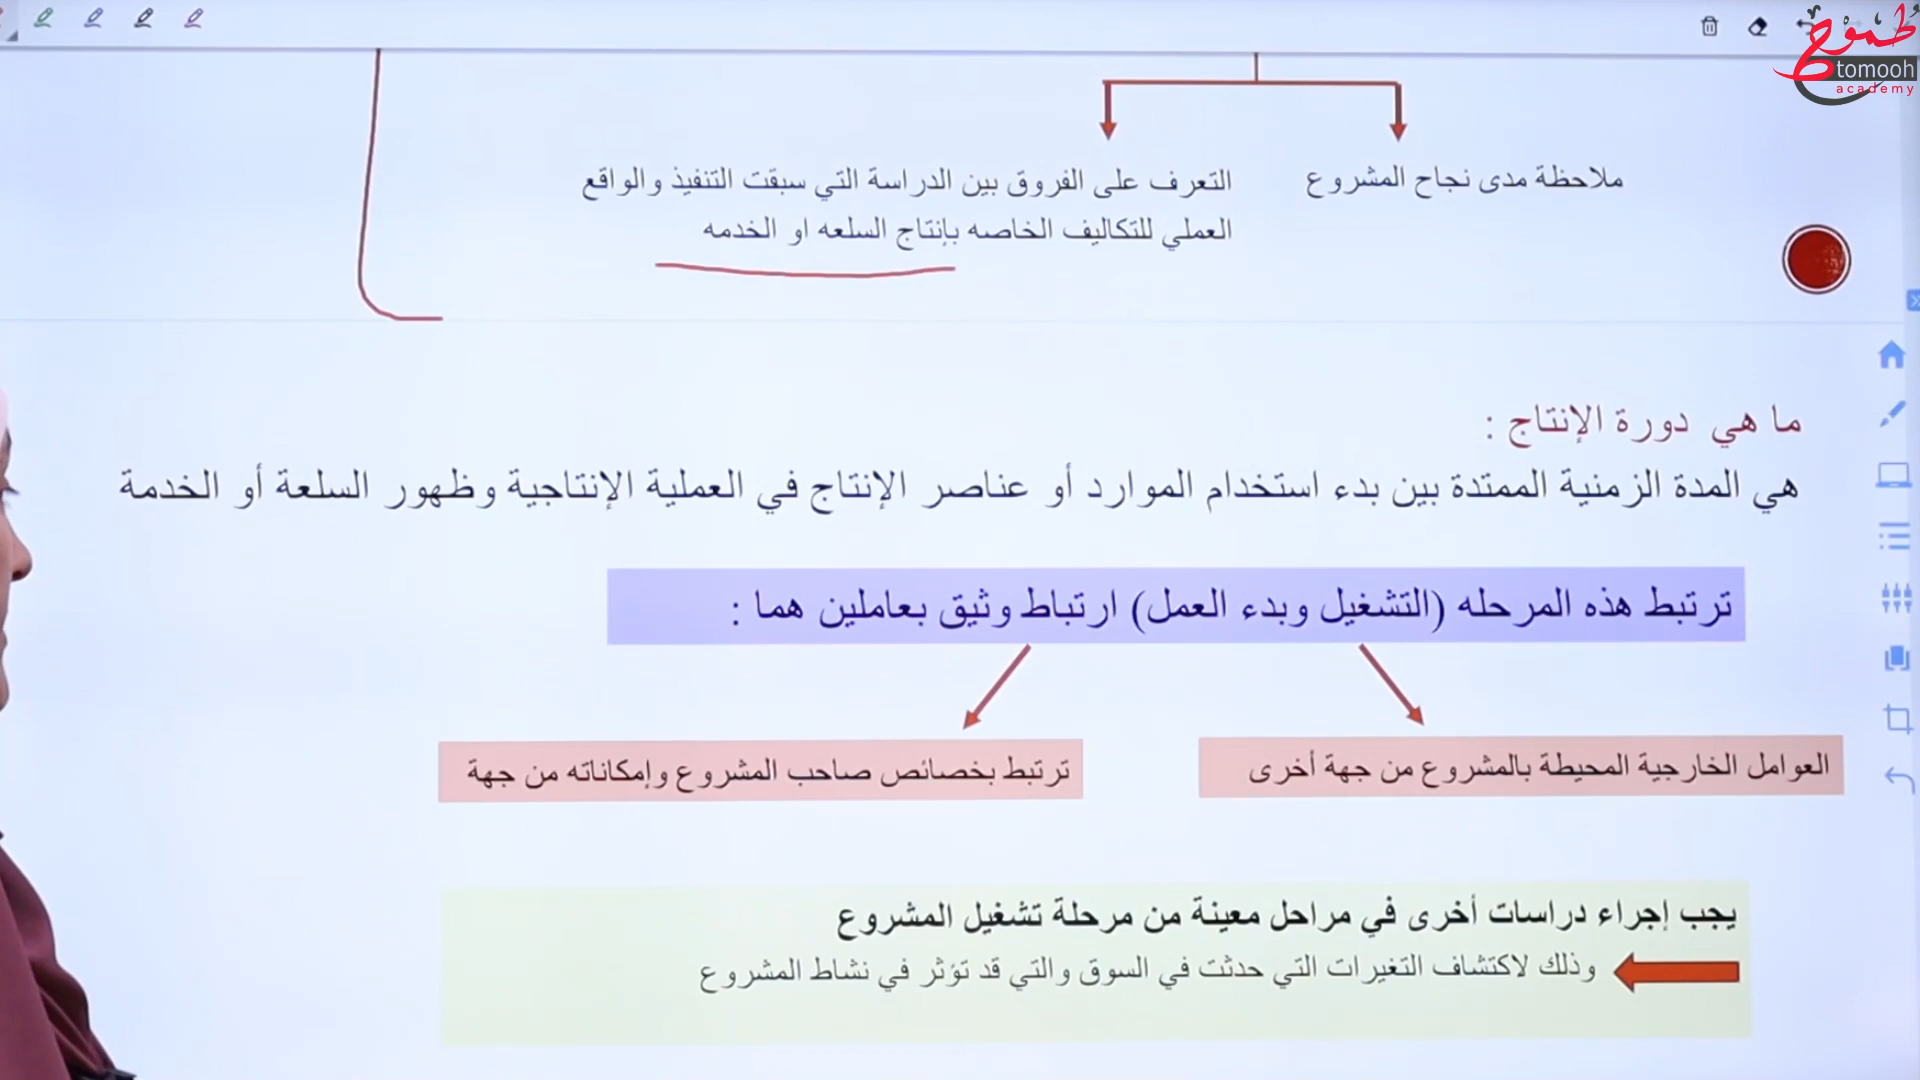 طموح
tomooh
academy
ملاحظة مدى نجاح المشروع
التعرف على الفروق بين الدراسة التي سبقت التنفيذ والواقع
العملي للتكاليف الخاصه بإنتاج السلعه او الخدمه
ما هي دورة الإنتاج :
هي المدة الزمنية الممتدة بين بدء استخدام الموارد أو عناصر الإنتاج في العملية الإنتاجية وظهور السلعة أو الخدمة
ترتبط هذه المرحله (التشغيل وبدء العمل) ارتباط وثيق بعاملين هما :
العوامل الخارجية المحيطة بالمشروع من جهة أخرى
ترتبط بخصائص صاحب المشروع وإمكاناته من جهة
يجب إجراء دراسات أخرى في مراحل معينة من مرحلة تشغيل المشروع
وذلك لاكتشاف التغيرات التي حدثت في السوق والتي قد تؤثر في نشاط المشروع